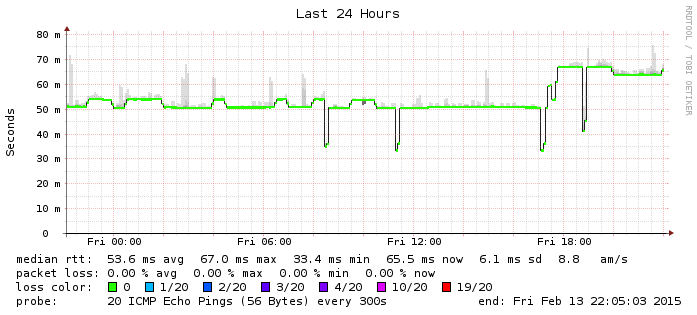 Last 24 Hours
RRDTOOL / TOBI OETIKER
Seconds
80 m
70 m
60 m
50 m
40 m
30 m
20 m
10 m
0
Fri 00:00 Fri 06:00 Fri 12:00 Fri 18:00
median rtt: 53.6 ms avg 67.0 ms max 33.4 ms min 65.5 ms now 6.1 ms sd 8.8 am/s
packet loss: 0.00 % avg 0.00 % max 0.00 % min 0.00 % now
loss color: 0 1/20 2/20 3/20 4/20 10/20 19/20
probe: 20 ICMP Echo Pings (56 Bytes) every 300s end: Fri Feb 13 22:05:03 2015